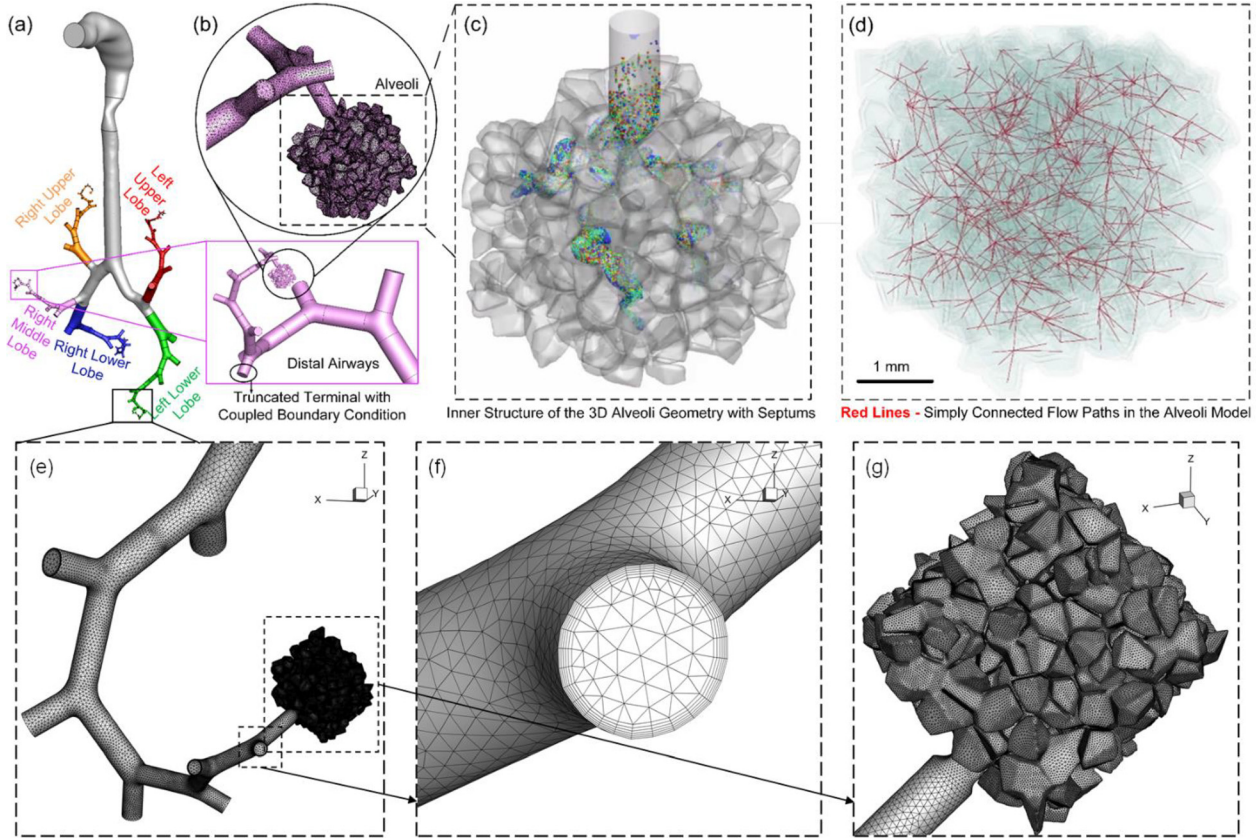 (a)
(b)
(c)
(d)
Alveoli
Right Upper
Lobe
Left
Upper
Lobe
Right
Middle
Lobe
Right Lower
Lobe
Left Lower
Lobe
Distal Airways
Truncated Terminal with
Coupled Boundary Condition
Inner Structure of the 3D Alveoli Geometry with Septums
1 mm
Red Lines - Simply Connected Flow Paths in the Alveoli Model
(e)
Z
X
Y
(f)
Z
X
Y
(g)
Z
X
Y